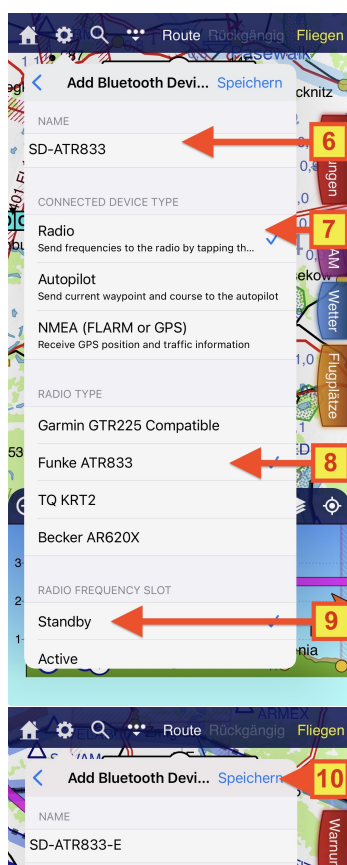 Route Rückgängig Fliegen
Add Bluetooth Devi... Speichern
NAME
SD-ATR833
6
CONNECTED DEVICE TYPE
Radio
7
Send frequencies to the radio by tapping th...
Autopilot
Send current waypoint and course to the autopilot
NMEA (FLARM or GPS)
Receive GPS position and traffic information
Wetter
Flugplätze
RADIO TYPE
Garmin GTR225 Compatible
Funke ATR833
8
TQ KRT2
Becker AR620X
RADIO FREQUENCY SLOT
Standby
9
Active
Route Rückgängig Fliegen
Add Bluetooth Devi... Speichern
10
NAME
SD-ATR833-E